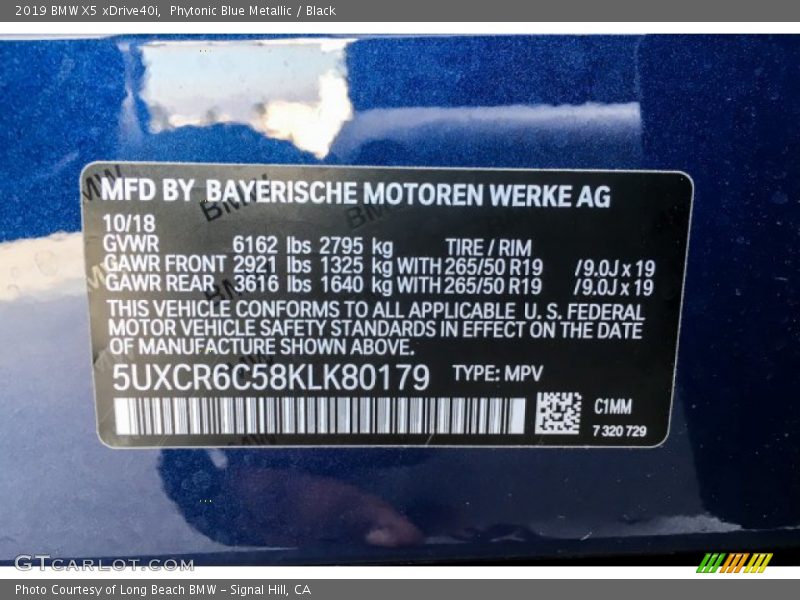 2019 BMW X5 xDrive40i, Phytonic Blue Metallic / Black
MFD BY BAYERISCHE MOTOREN WERKE AG
10/18
GVWR 6162 lbs 2795 kg TIRE / RIM
GAWR FRONT 2921 lbs 1325 kg WITH 265/50 R19 /9.0J x 19
GAWR REAR 3616 lbs 1640 kg WITH 265/50 R19 /9.0J x 19
THIS VEHICLE CONFORMS TO ALL APPLICABLE U. S. FEDERAL
MOTOR VEHICLE SAFETY STANDARDS IN EFFECT ON THE DATE
OF MANUFACTURE SHOWN ABOVE.
5UXCR6C58KLK80179 TYPE: MPV
C1MM
7 320 729
GTCARLOT.COM
Photo Courtesy of Long Beach BMW – Signal Hill, CA